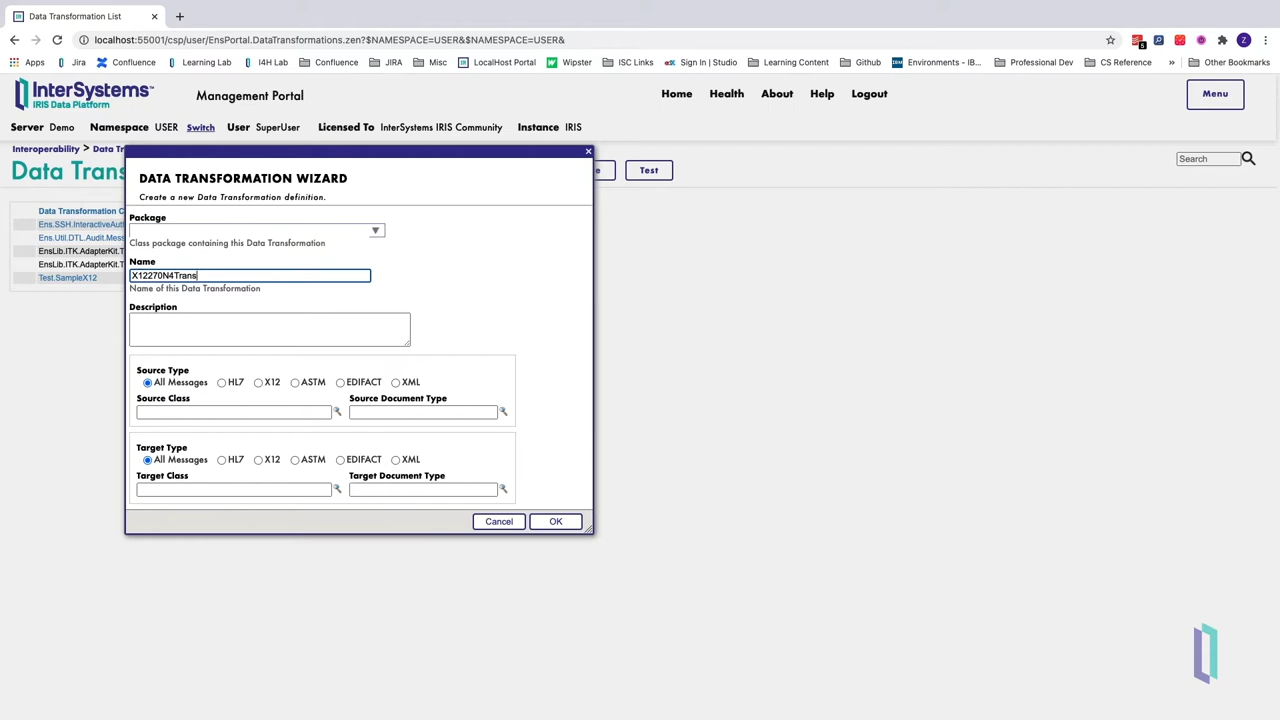 Data Transformation List
localhost:55001/csp/user/EnsPortal.DataTransformations.zen?$NAMESPACE=USER&$NAMESPACE=USER&
5
Z
Apps Jira Confluence Learning Lab I4H Lab Confluence JIRA Misc LocalHost Portal Wipster ISC Links Sign In | Studio Learning Content Github Environments - IB... Professional Dev CS Reference » Other Bookmarks
InterSystems™
IRIS Data Platform
Management Portal
Home Health About Help Logout
Menu
Server Demo Namespace USER Switch User SuperUser Licensed To InterSystems IRIS Community Instance IRIS
Interoperability > Data Tr
Data Trans
e
Test
Search
Data Transformation C
Ens.SSH.InteractiveAuth
Ens.Util.DTL.Audit.Mess
EnsLib.ITK.AdapterKit.T
EnsLib.ITK.AdapterKit.T
Test.SampleX12
DATA TRANSFORMATION WIZARD
Create a new Data Transformation definition.
Package
Class package containing this Data Transformation
Name
X12270N4Trans
Name of this Data Transformation
Description
Source Type
All Messages HL7 X12 ASTM EDIFACT XML
Source Class Source Document Type
Target Type
All Messages HL7 X12 ASTM EDIFACT XML
Target Class Target Document Type
Cancel OK